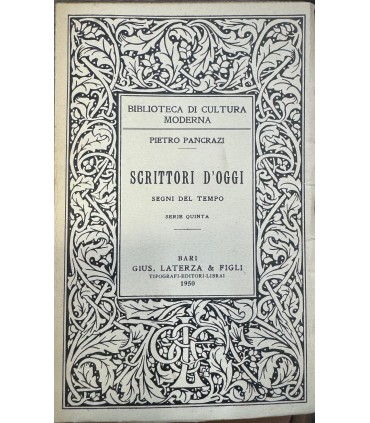 BIBLIOTECA DI CULTURA
MODERNA
PIETRO PANCRAZI
SCRITTORI D'OGGI
SEGNI DEL TEMPO
SERIE QUINTA
BARI
GIUS. LATERZA & FIGLI
TIPOGRAFI-EDITORI-LIBRAI
1950